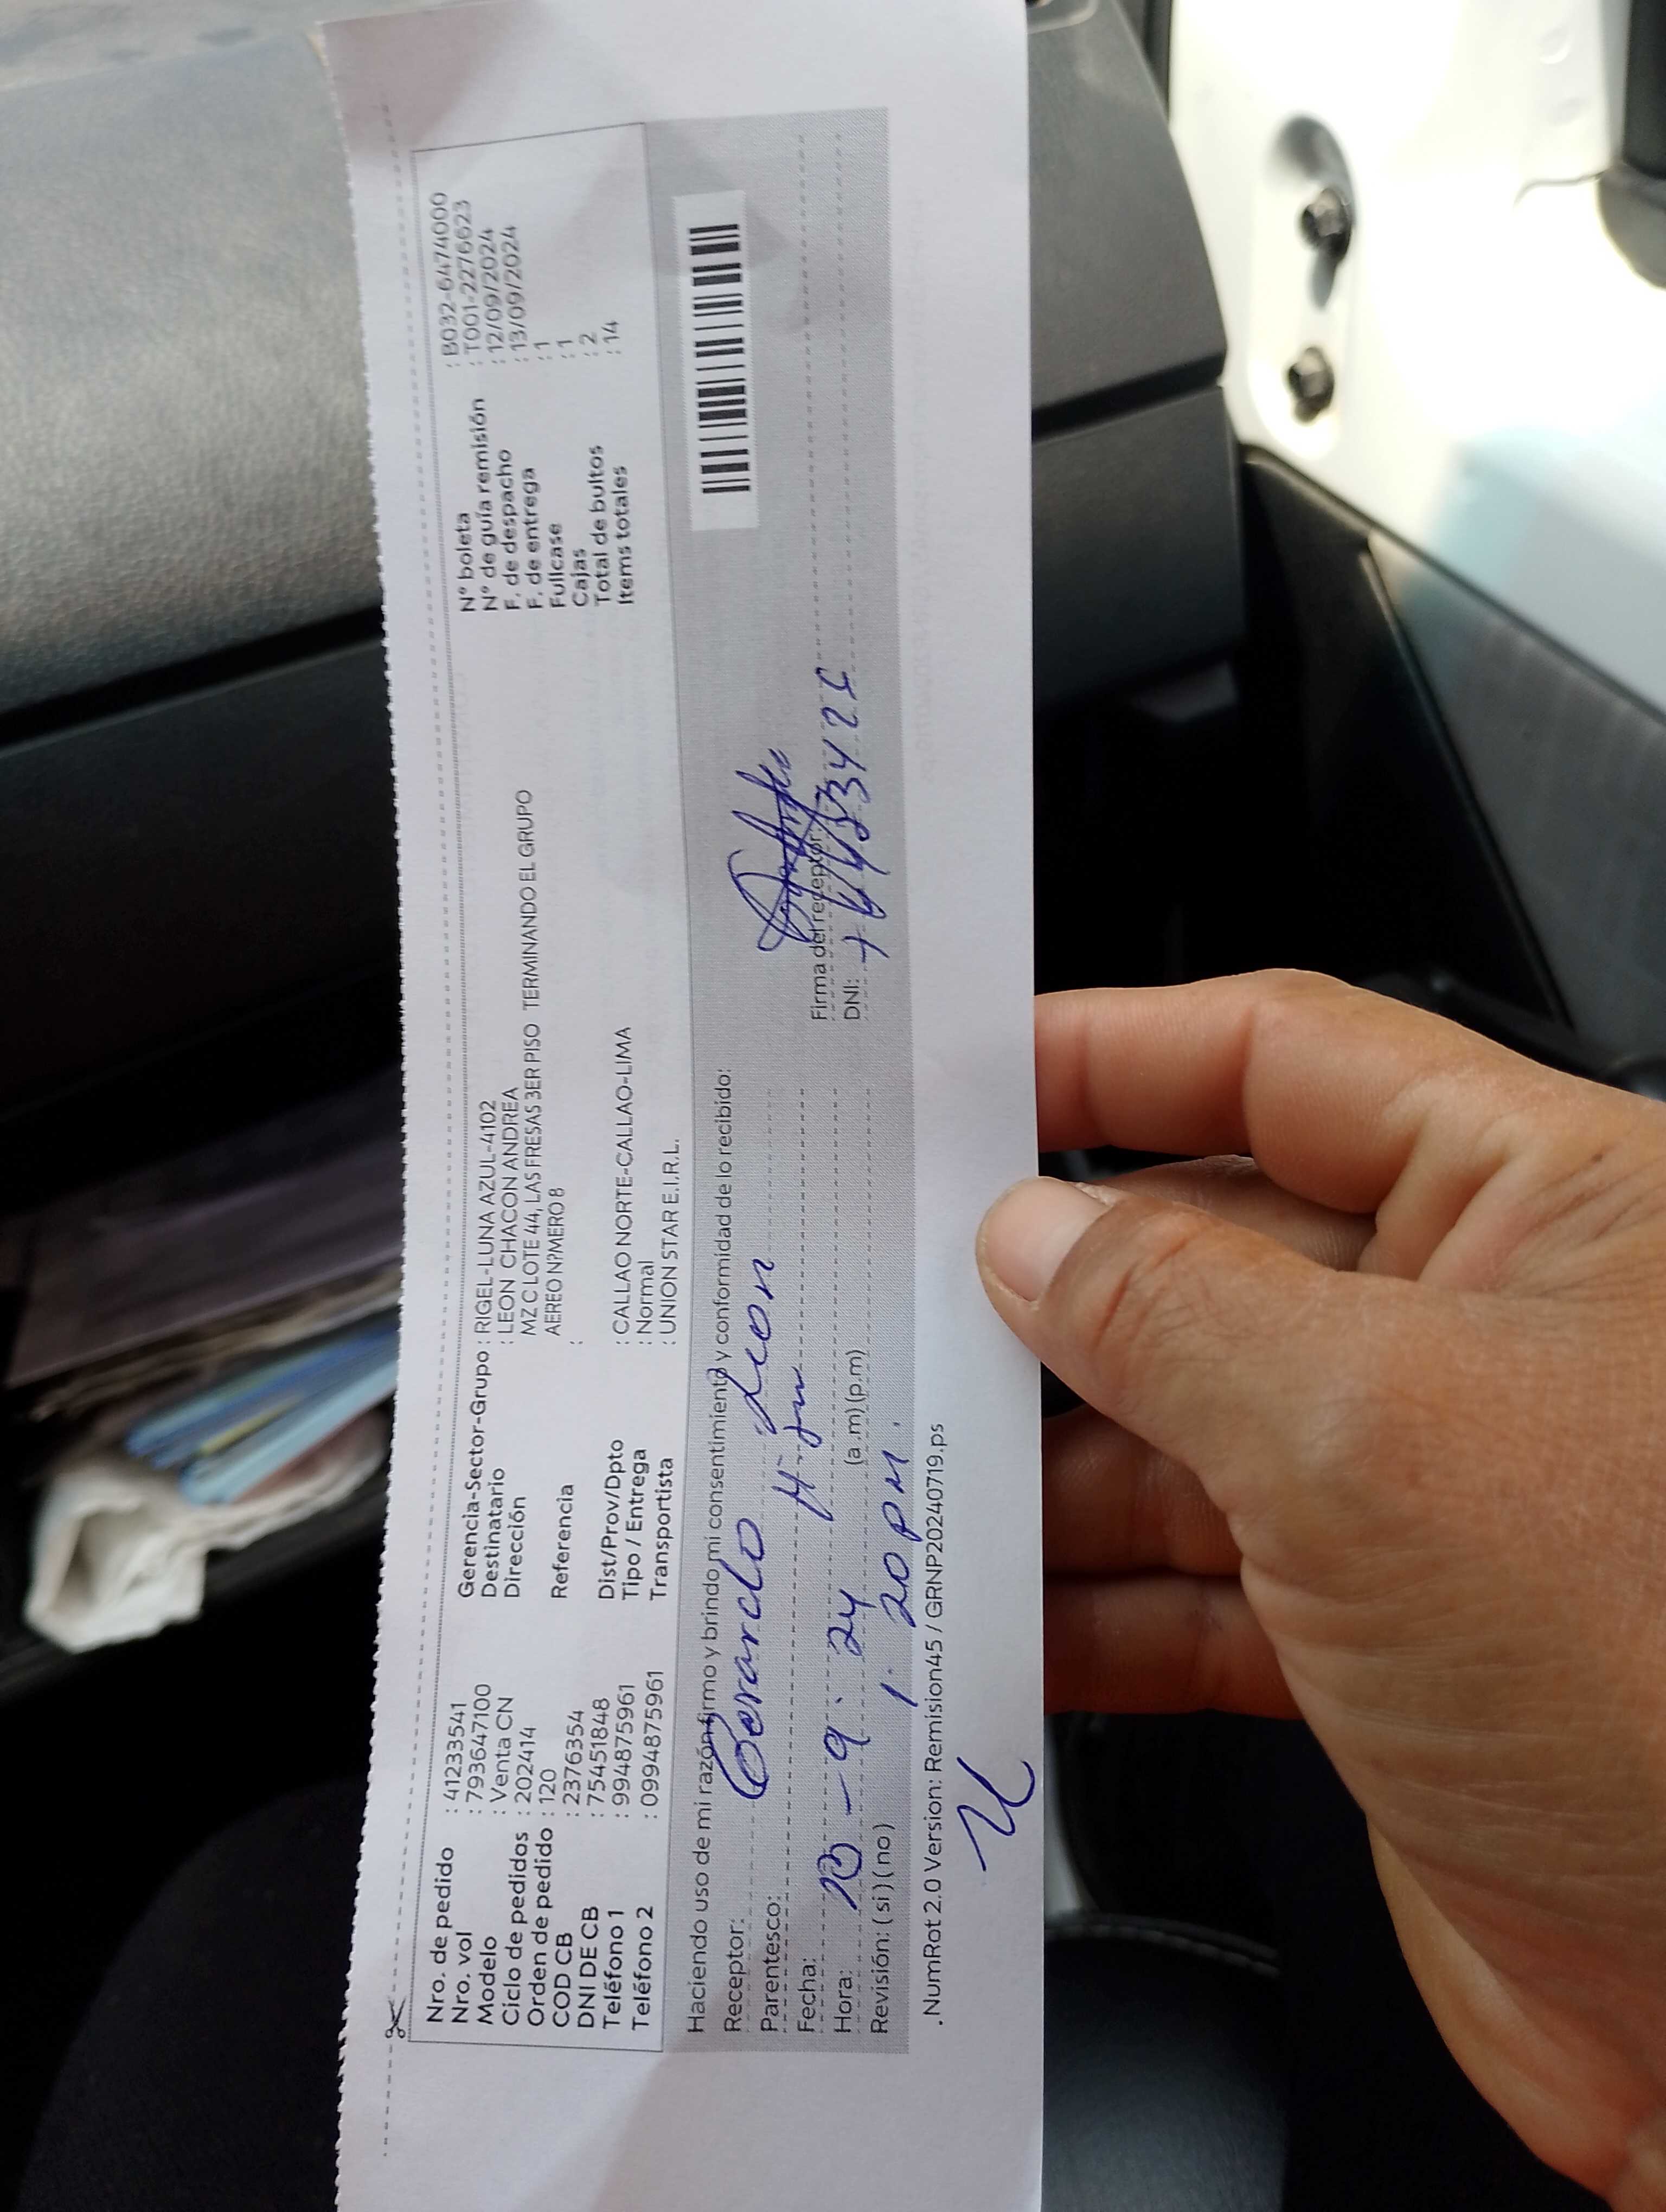 Nro. de pedido : 41233541
Nro. vol : 793647100
Modelo : Venta CN
Ciclo de pedidos : 202414
Orden de pedido : 120
COD CB : 2376354
DNI DE CB : 75451848
Teléfono 1 : 994875961
Teléfono 2 : 0994875961
Gerencia-Sector-Grupo : RIGEL-LUNA AZUL-4102
Destinatario : LEON CHACON ANDREA
Dirección MZ C LOTE 44, LAS FRESAS 3ER PISO TERMINANDO EL GRUPO
AEREO N?MERO 8
Referencia :
Dist/Prov/Dpto : CALLAO NORTE-CALLAO-LIMA
Tipo / Entrega : Normal
Transportista : UNION STAR E.I.R.L.
N° boleta : B032-6474000
N° de guía remisión : T001-2276623
F. de despacho : 12/09/2024
F. de entrega : 13/09/2024
Fullcase : 1
Cajas : 1
Total de bultos : 2
Items totales : 14
Haciendo uso de mi razón firmo y brindo mi consentimiento y conformidad de lo recibido:
Receptor: Gerardo Leon
Parentesco:
Fecha: - 9. 24
Hora: 1. 20 PM. (a.m) (p.m)
Revisión: ( si ) ( no )
Firma del receptor:
DNI:
.NumRot 2.0 Version: Remision45 / GRNP20240719.ps